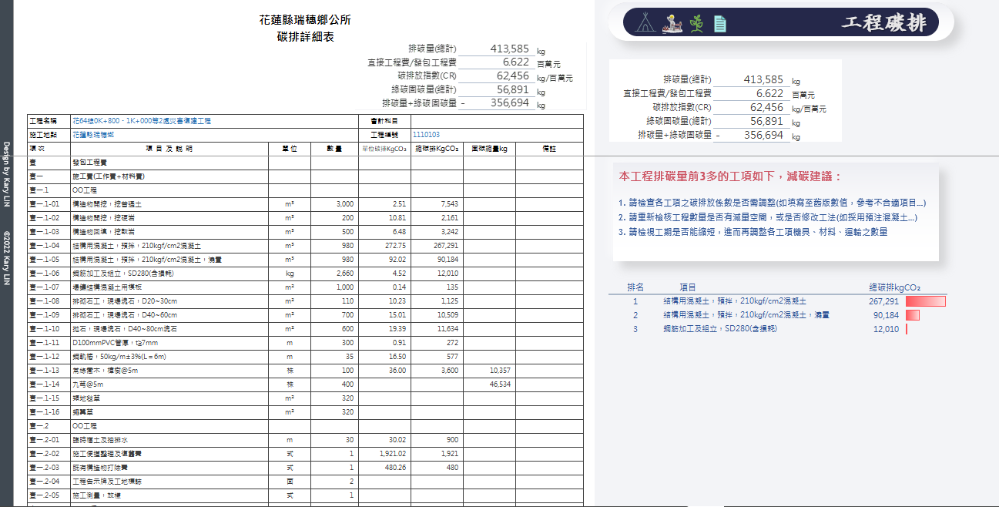 花蓮縣瑞穗鄉公所
碳排詳細表
排碳量(總計) 413,585 kg
直接工程費/發包工程費 6.622 百萬元
碳排放指數(CR) 62,456 kg/百萬元
綠碳固碳量(總計) 56,891 kg
排碳量+綠碳固碳量 - 356,694 kg
工程名稱 花64線0K+800、1K+000等2處災害復建工程 會計科目
施工地點 花蓮縣瑞穗鄉 工程編號 1110103
項次 項目及說明 單位 數量 單位碳排KgCO₂ 總碳排KgCO₂ 固碳總量kg 備註
壹 發包工程費
壹一 施工費(工作費+材料費)
壹一.1 OO工程
壹一.1-01 構造物開挖，挖普通土 m³ 3,000 2.51 7,543
壹一.1-02 構造物開挖，挖硬岩 m³ 200 10.81 2,161
壹一.1-03 構造物回填，挖軟岩 m³ 500 6.48 3,242
壹一.1-04 結構用混凝土，預拌，210kgf/cm2混凝土 m³ 980 272.75 267,291
壹一.1-05 結構用混凝土，預拌，210kgf/cm2混凝土，澆置 m³ 980 92.02 90,184
壹一.1-06 鋼筋加工及組立，SD280(含損耗) kg 2,660 4.52 12,010
壹一.1-07 場鑄結構混凝土用模板 m² 1,000 0.14 135
壹一.1-08 排砌石工，現場塊石，D20~30cm m² 110 10.23 1,125
壹一.1-09 排砌石工，現場塊石，D40~60cm m² 700 15.01 10,509
壹一.1-10 拋石，現場塊石，D40~80cm塊石 m² 600 19.39 11,634
壹一.1-11 D100mmPVC管厚，t≧7mm m 300 0.91 272
壹一.1-12 鋼軌樁，50kg/m±3%(L=6m) m 35 16.50 577
壹一.1-13 常綠喬木，樟樹@5m 株 100 36.00 3,600 10,357
壹一.1-14 九芎@5m 株 400 46,534
壹一.1-15 類地毯草 m² 320
壹一.1-16 蠅翼草 m² 320
壹一.2 OO工程
壹一.2-01 臨時擋土及抽排水 m 30 30.02 900
壹一.2-02 施工便道整理及復舊費 式 1 1,921.02 1,921
壹一.2-03 既有構造物打除費 式 1 480.26 480
壹一.2-04 工程告示牌及工地標誌 面 2
壹一.2-05 施工測量，放樣 式 1
Design by Kary LIN ©2022 Kary LIN
工程碳排
排碳量(總計) 413,585 kg
直接工程費/發包工程費 6.622 百萬元
碳排放指數(CR) 62,456 kg/百萬元
綠碳固碳量(總計) 56,891 kg
排碳量+綠碳固碳量 - 356,694 kg
本工程排碳量前3多的工項如下，減碳建議：
1. 請檢查各工項之碳排放係數是否需調整(如填寫至舊版數值，參考不合適項目...)
2. 請重新檢核工程數量是否有減量空間，或是否修改工法(如採用預注混凝土...)
3. 請檢視工期是否能縮短，進而再調整各工項機具、材料、運輸之數量
排名 項目 總碳排kgCO₂
1 結構用混凝土，預拌，210kgf/cm2混凝土 267,291
2 結構用混凝土，預拌，210kgf/cm2混凝土，澆置 90,184
3 鋼筋加工及組立，SD280(含損耗) 12,010